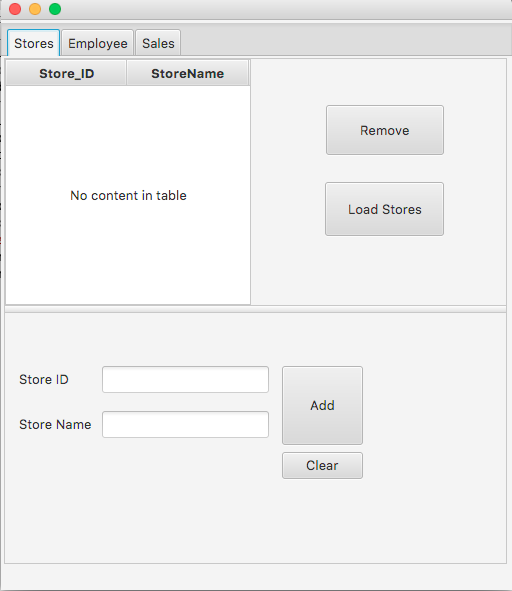 Stores Employee Sales
Store_ID StoreName
No content in table
Remove
Load Stores
Store ID
Store Name
Add
Clear